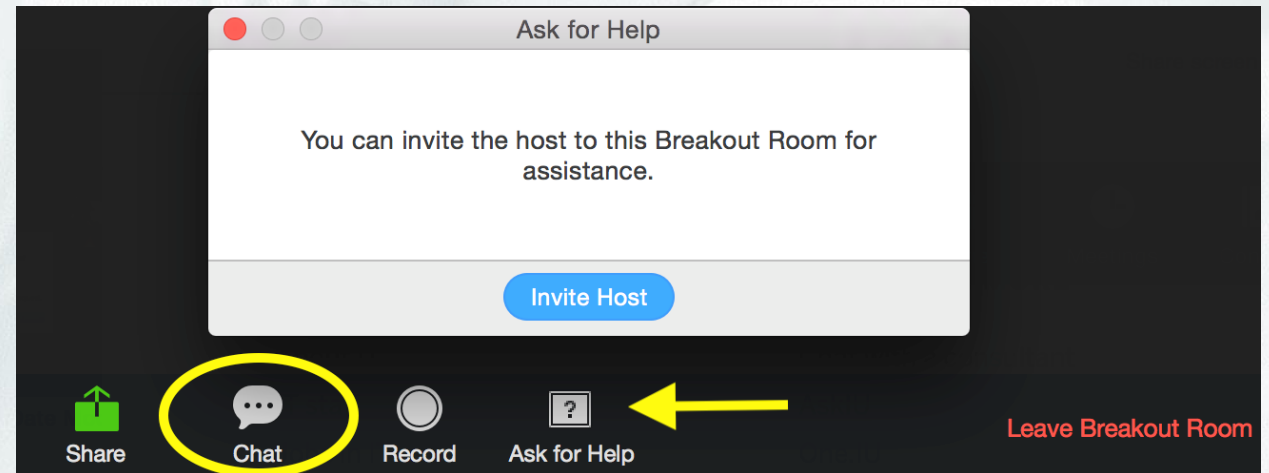 Ask for Help
You can invite the host to this Breakout Room for
assistance.
Invite Host
Share
Chat
Record
Ask for Help
Leave Breakout Room